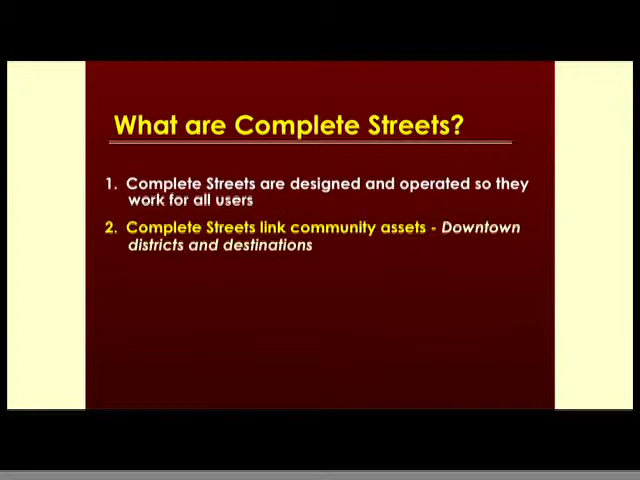 What are Complete Streets?
1. Complete Streets are designed and operated so they
work for all users
2. Complete Streets link community assets - Downtown
districts and destinations